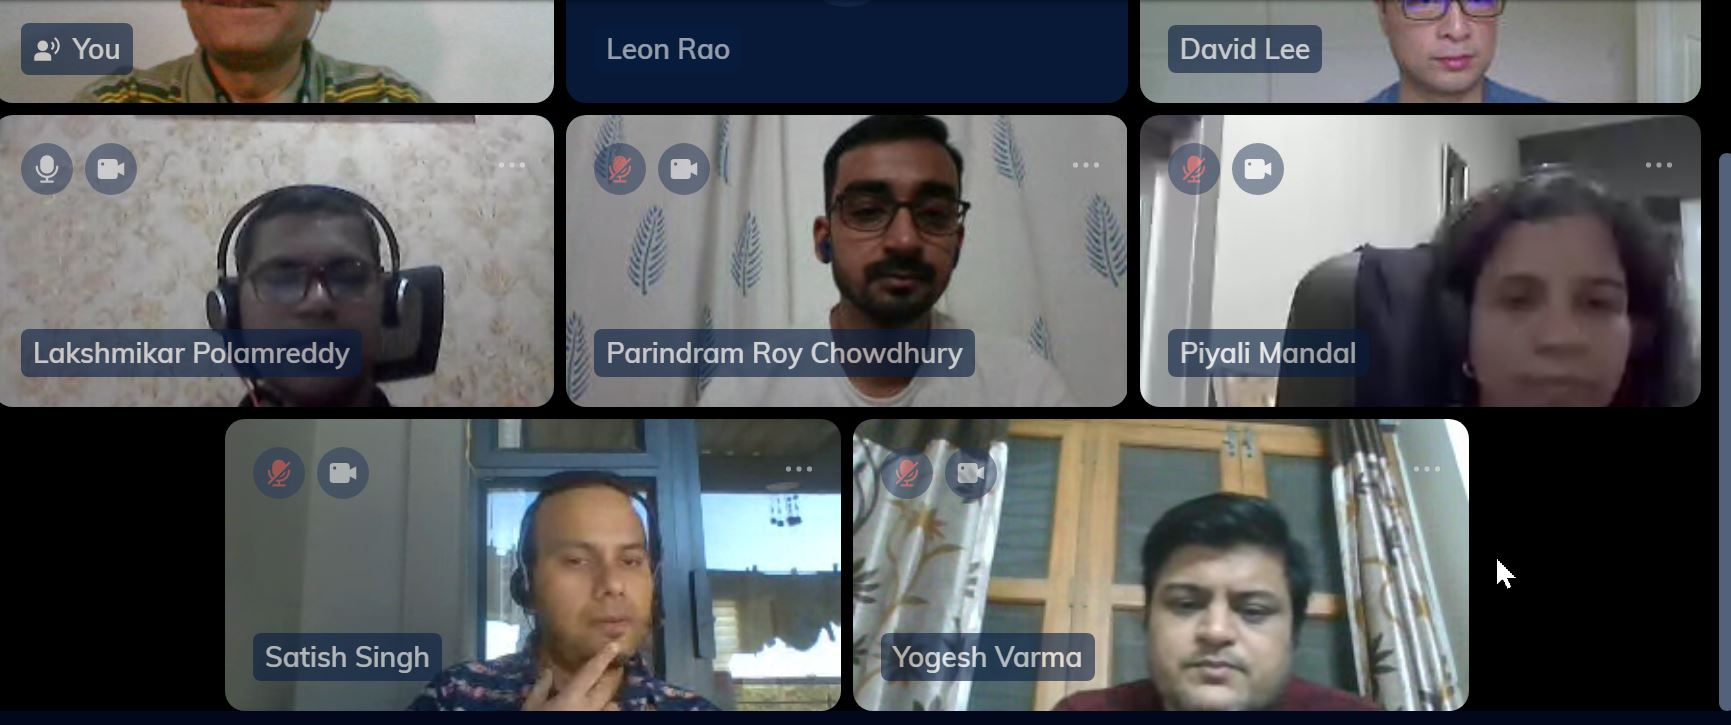 You
Leon Rao
David Lee
Lakshmikar Polamreddy
Parindram Roy Chowdhury
Piyali Mandal
Satish Singh
Yogesh Varma